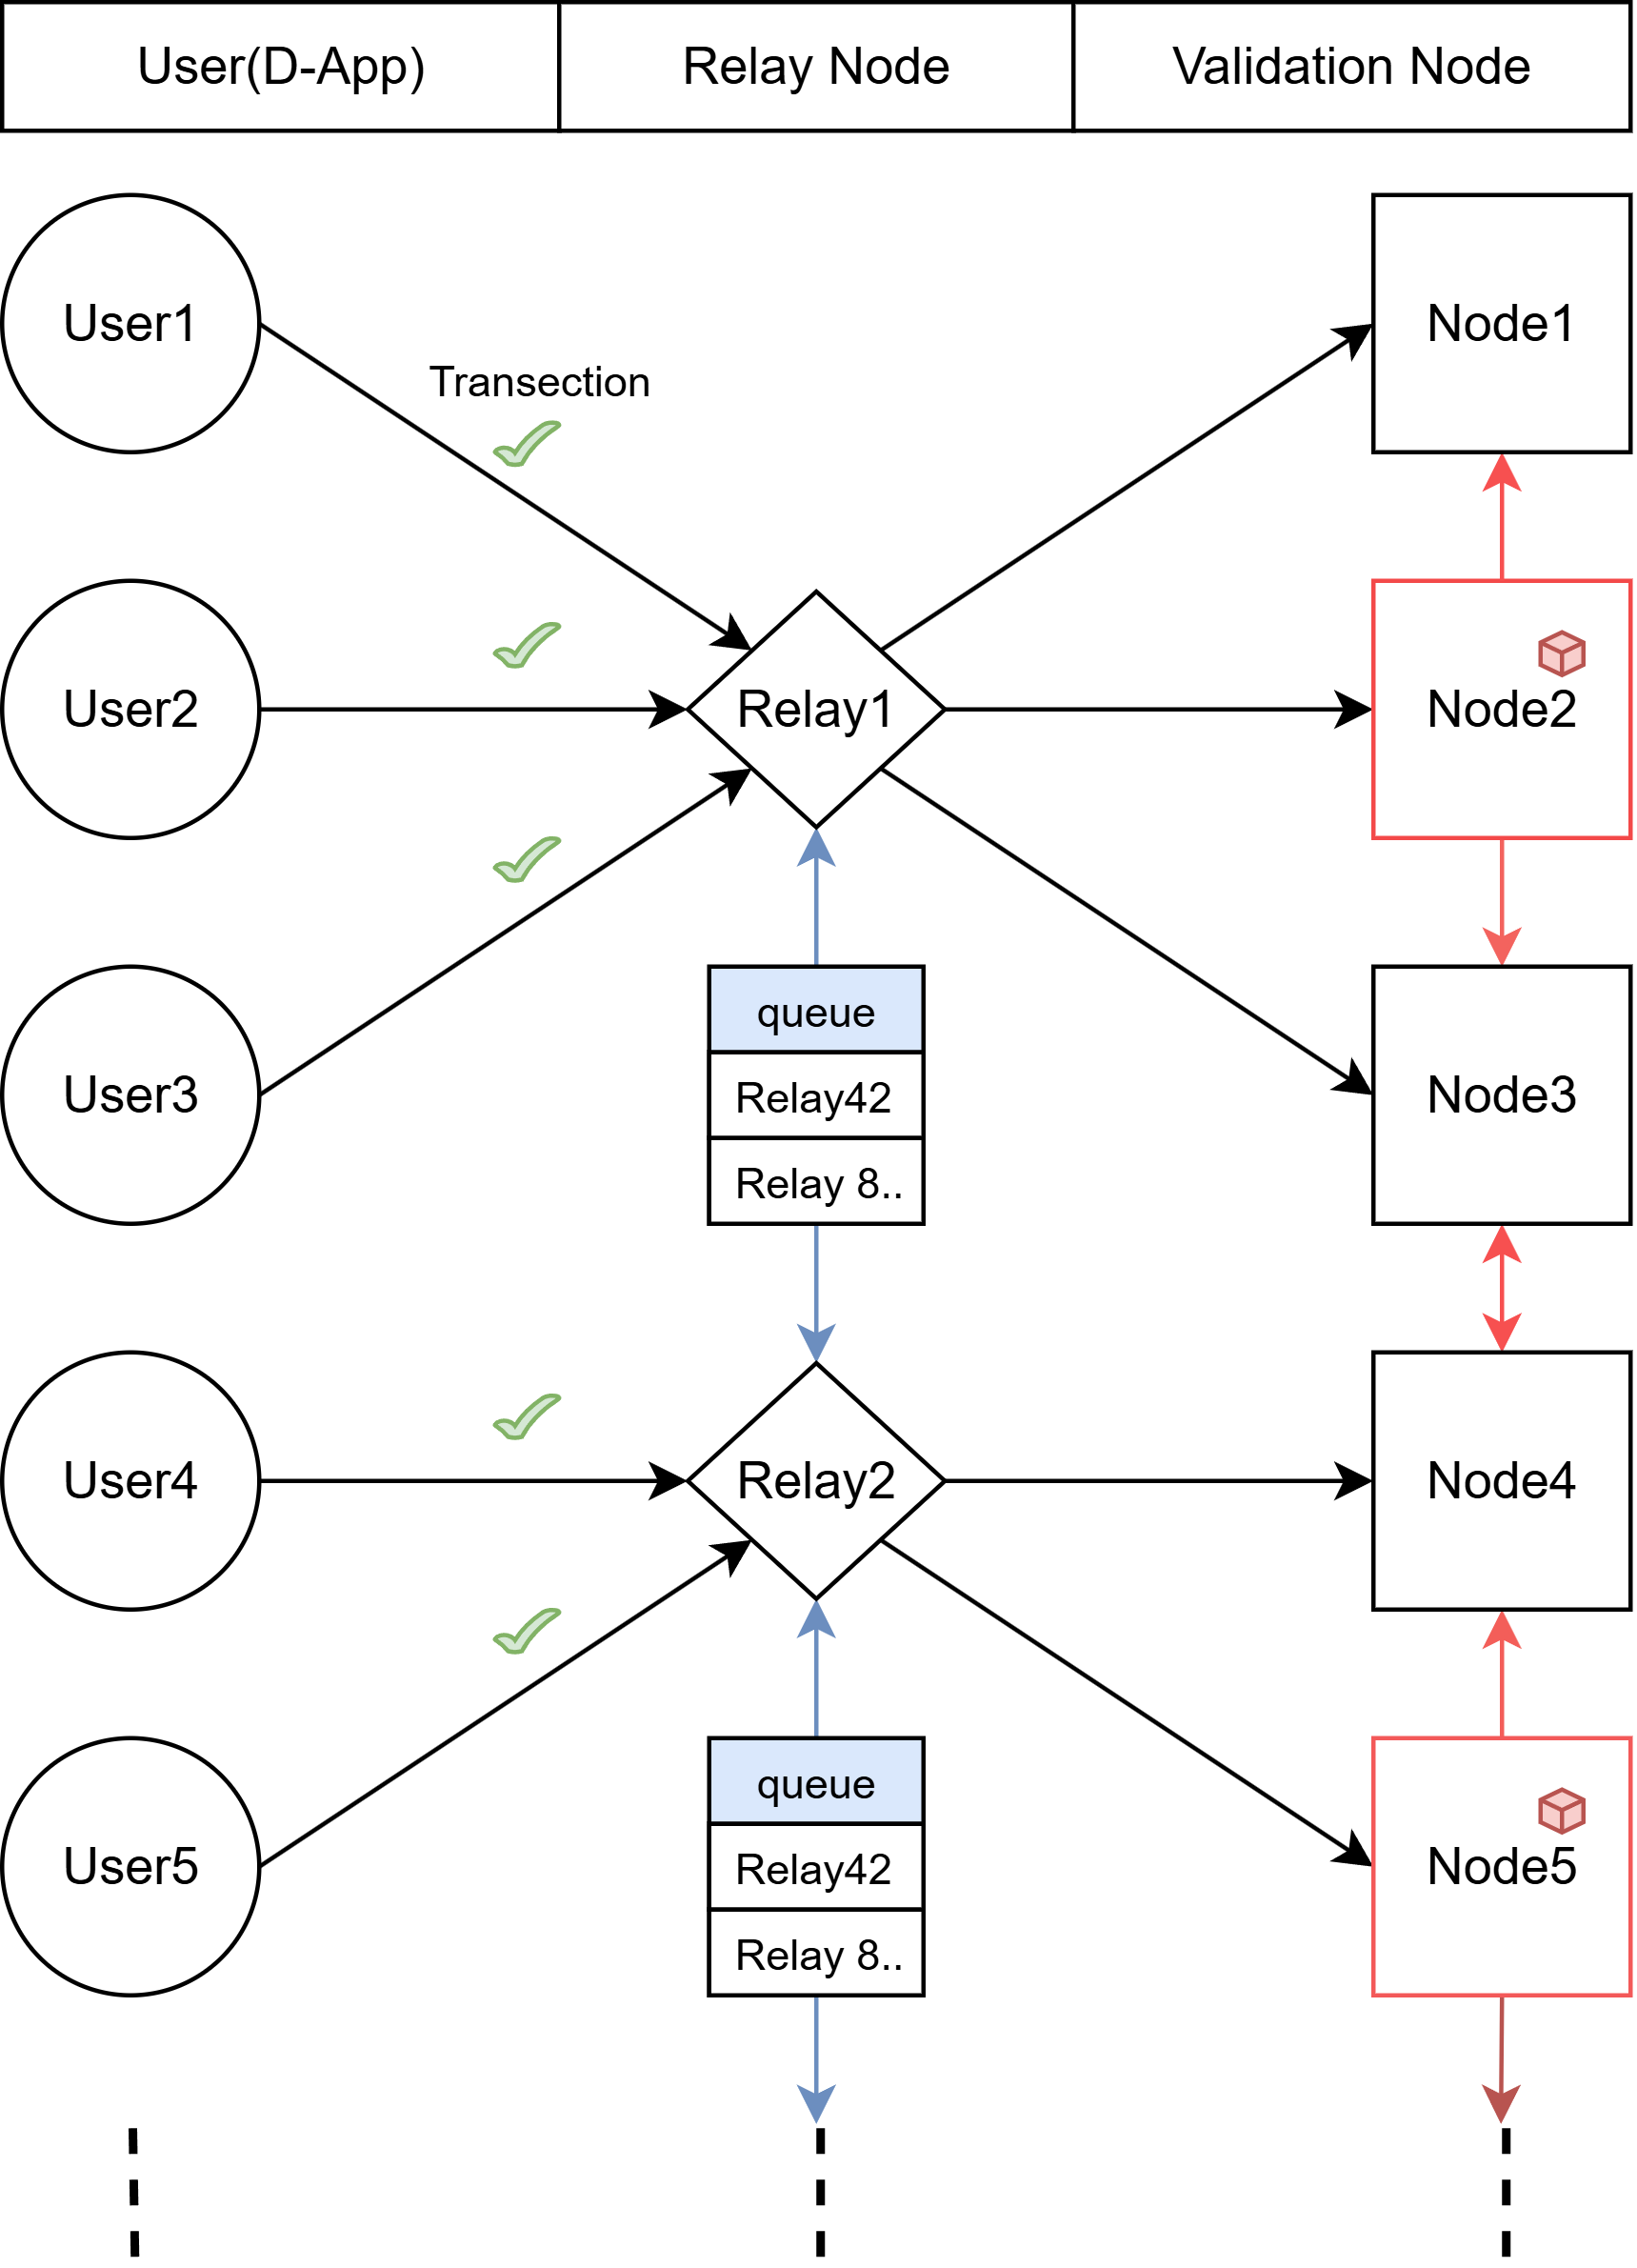 User(D-App)
Relay Node
Validation Node
User1
Transection
Node1
User2
Relay1
Node2
User3
queue
Relay42
Relay 8..
Node3
User4
Relay2
Node4
User5
queue
Relay42
Relay 8..
Node5